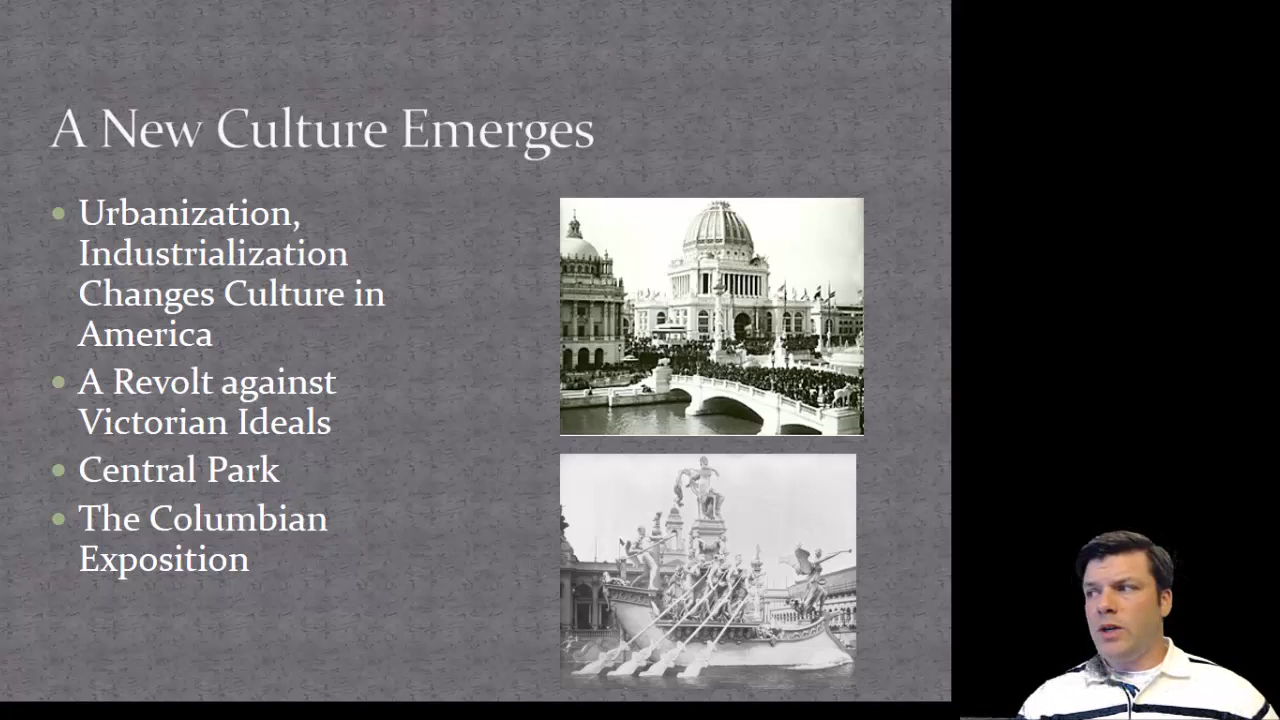 A New Culture Emerges
Urbanization,
Industrialization
Changes Culture in
America
A Revolt against
Victorian Ideals
Central Park
The Columbian
Exposition